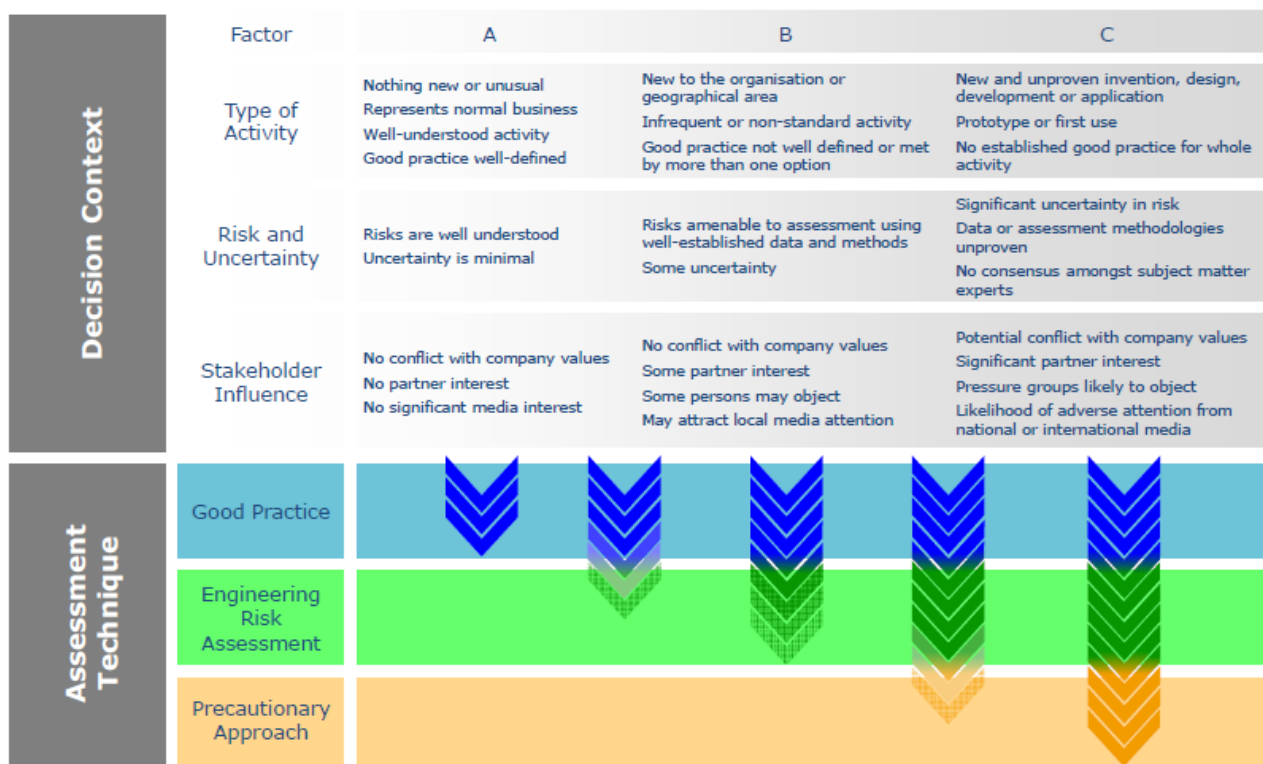 Decision Context
Factor
A
B
C
Type of
Activity
Nothing new or unusual
Represents normal business
Well-understood activity
Good practice well-defined
New to the organisation or
geographical area
Infrequent or non-standard activity
Good practice not well defined or met
by more than one option
New and unproven invention, design,
development or application
Prototype or first use
No established good practice for whole
activity
Risk and
Uncertainty
Risks are well understood
Uncertainty is minimal
Risks amenable to assessment using
well-established data and methods
Some uncertainty
Significant uncertainty in risk
Data or assessment methodologies
unproven
No consensus amongst subject matter
experts
Stakeholder
Influence
No conflict with company values
No partner interest
No significant media interest
No conflict with company values
Some partner interest
Some persons may object
May attract local media attention
Potential conflict with company values
Significant partner interest
Pressure groups likely to object
Likelihood of adverse attention from
national or international media
Assessment
Technique
Good Practice
Engineering
Risk
Assessment
Precautionary
Approach